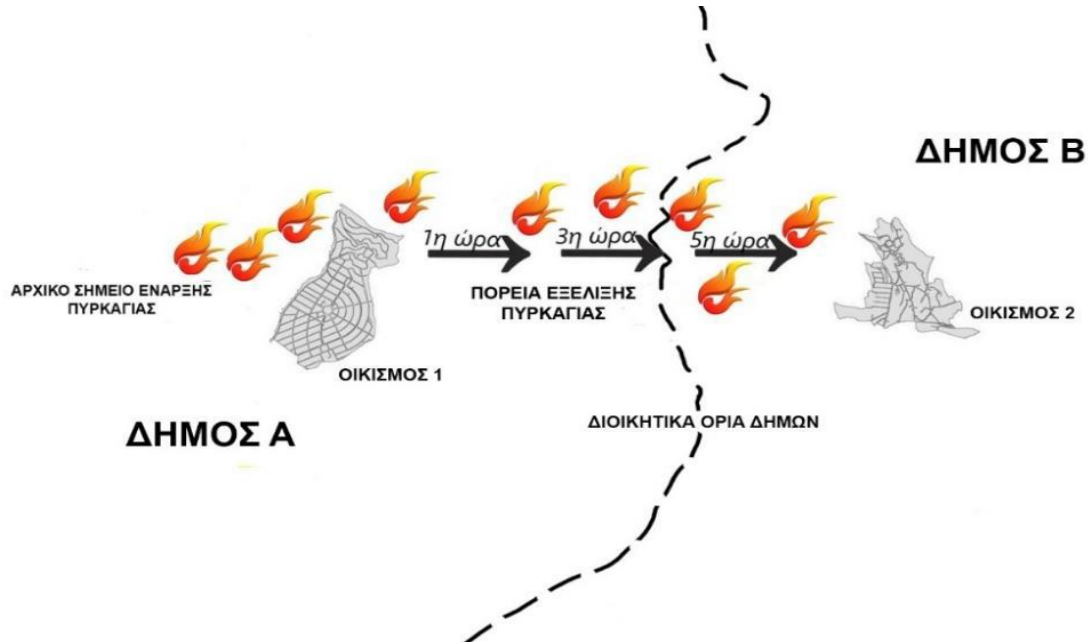 ΔΗΜΟΣ Β
1η ώρα
3η ώρα
5η ώρα
ΑΡΧΙΚΟ ΣΗΜΕΙΟ ΕΝΑΡΞΗΣ
ΠΥΡΚΑΓΙΑΣ
ΠΟΡΕΙΑ ΕΞΕΛΙΞΗΣ
ΠΥΡΚΑΓΙΑΣ
ΟΙΚΙΣΜΟΣ 2
ΟΙΚΙΣΜΟΣ 1
ΔΙΟΙΚΗΤΙΚΑ ΟΡΙΑ ΔΗΜΩΝ
ΔΗΜΟΣ Α